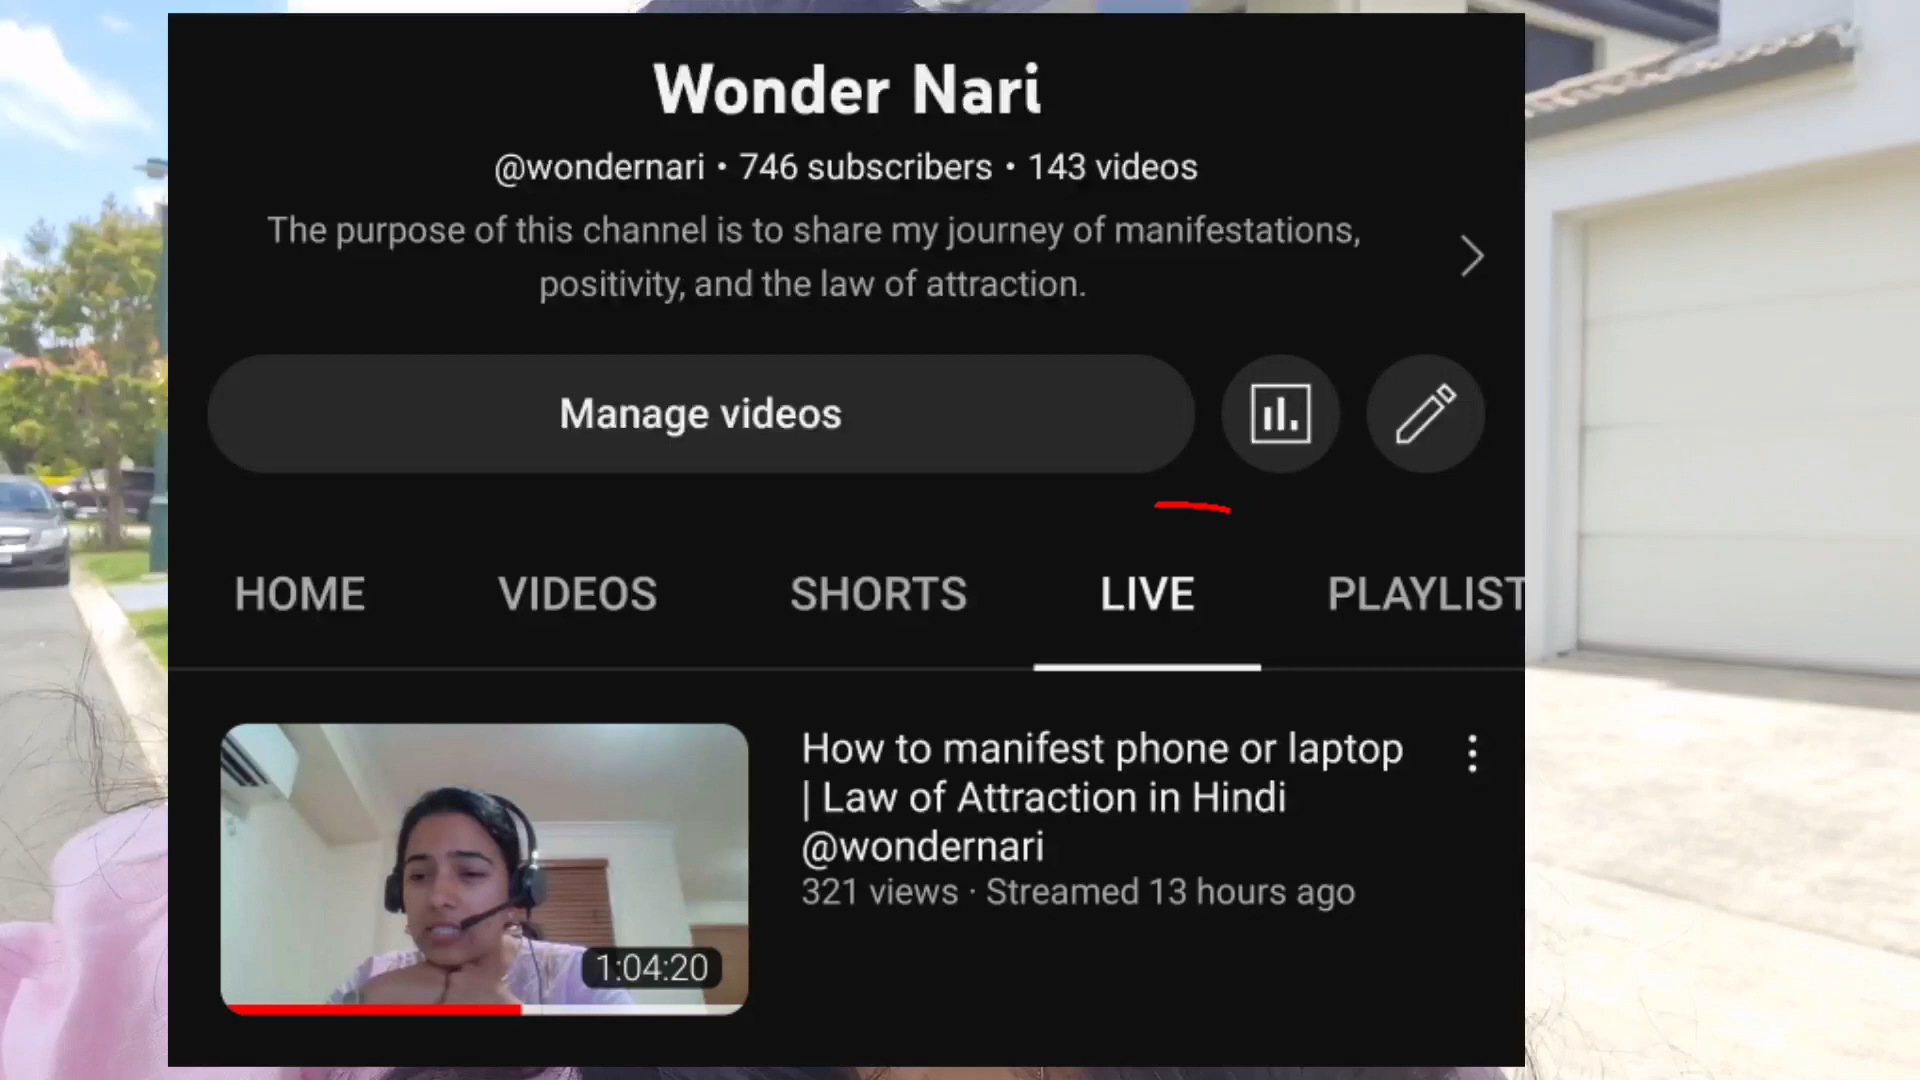 Wonder Nari
@wondernari • 746 subscribers • 143 videos
The purpose of this channel is to share my journey of manifestations,
positivity, and the law of attraction.
Manage videos
HOME VIDEOS SHORTS LIVE PLAYLIST
How to manifest phone or laptop
| Law of Attraction in Hindi
@wondernari
321 views · Streamed 13 hours ago
1:04:20